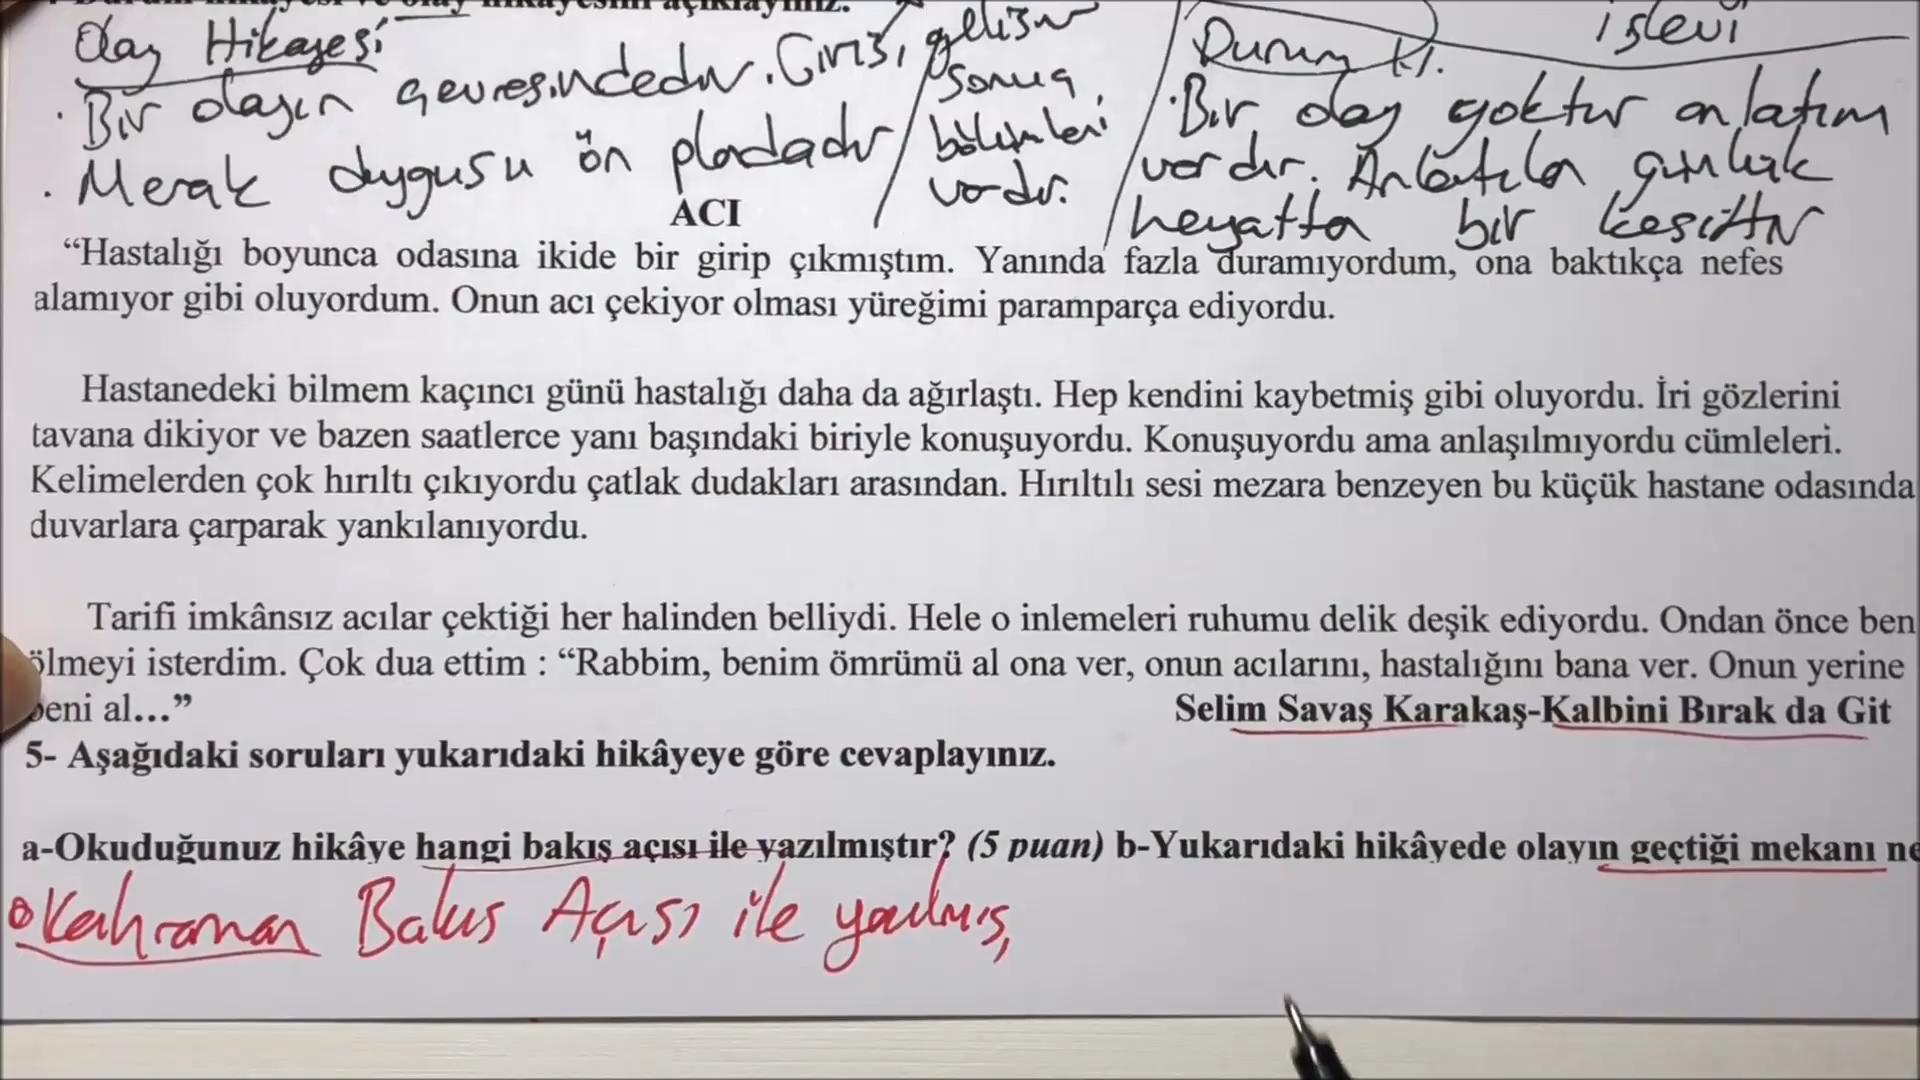 hikâyesini açıklayınız.
Olay Hikayesi
· Bir olayın çevresindedir. Giriş, gelişme
sonuç
bölümleri
vardır.
· Merak duygusu ön pladadır
işlevi
Durum H.
· Bir olay yoktur anlatım
vardır. Anlatılan günlük
hayatta bir kesittir
ACI
“Hastalığı boyunca odasına ikide bir girip çıkmıştım. Yanında fazla duramıyordum, ona baktıkça nefes
alamıyor gibi oluyordum. Onun acı çekiyor olması yüreğimi paramparça ediyordu.
Hastanedeki bilmem kaçıncı günü hastalığı daha da ağırlaştı. Hep kendini kaybetmiş gibi oluyordu. İri gözlerini
tavana dikiyor ve bazen saatlerce yanı başındaki biriyle konuşuyordu. Konuşuyordu ama anlaşılmıyordu cümleleri.
Kelimelerden çok hırıltı çıkıyordu çatlak dudakları arasından. Hırıltılı sesi mezara benzeyen bu küçük hastane odasında
duvarlara çarparak yankılanıyordu.
Tarifi imkânsız acılar çektiği her halinden belliydi. Hele o inlemeleri ruhumu delik deşik ediyordu. Ondan önce ben
ölmeyi isterdim. Çok dua ettim : “Rabbim, benim ömrümü al ona ver, onun acılarını, hastalığını bana ver. Onun yerine
beni al...”
Selim Savaş Karakaş-Kalbini Bırak da Git
5- Aşağıdaki soruları yukarıdaki hikâyeye göre cevaplayınız.
a-Okuduğunuz hikâye hangi bakış açısı ile yazılmıştır? (5 puan) b-Yukarıdaki hikâyede olayın geçtiği mekanı ne
Kahraman Bakış Açısı ile yazılmış,